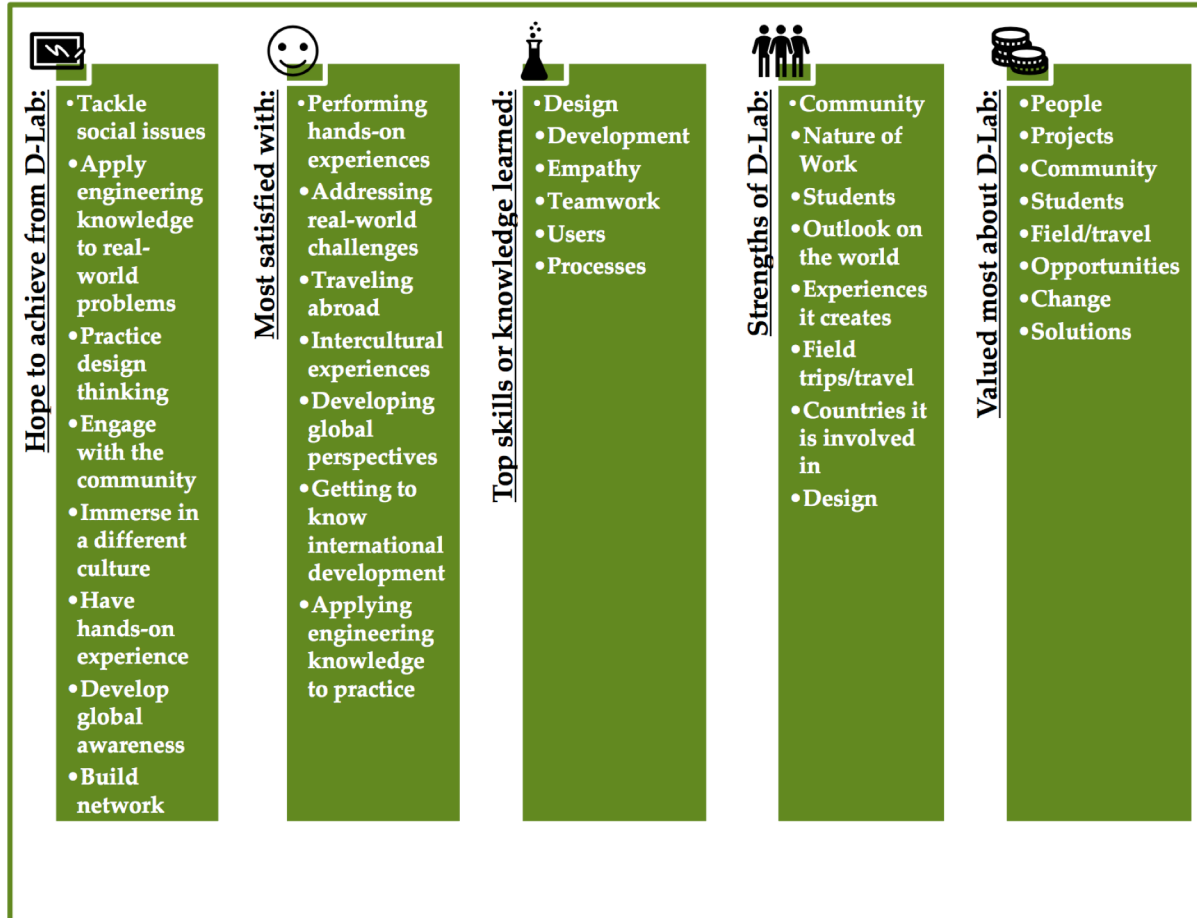 Hope to achieve from D-Lab:
•Tackle
social issues
•Apply
engineering
knowledge
to real-
world
problems
•Practice
design
thinking
•Engage
with the
community
•Immerse in
a different
culture
•Have
hands-on
experience
•Develop
global
awareness
•Build
network
Most satisfied with:
•Performing
hands-on
experiences
•Addressing
real-world
challenges
•Traveling
abroad
•Intercultural
experiences
•Developing
global
perspectives
•Getting to
know
international
development
•Applying
engineering
knowledge
to practice
Top skills or knowledge learned:
•Design
•Development
•Empathy
•Teamwork
•Users
•Processes
Strengths of D-Lab:
•Community
•Nature of
Work
•Students
•Outlook on
the world
•Experiences
it creates
•Field
trips/travel
•Countries it
is involved
in
•Design
Valued most about D-Lab:
•People
•Projects
•Community
•Students
•Field/travel
•Opportunities
•Change
•Solutions